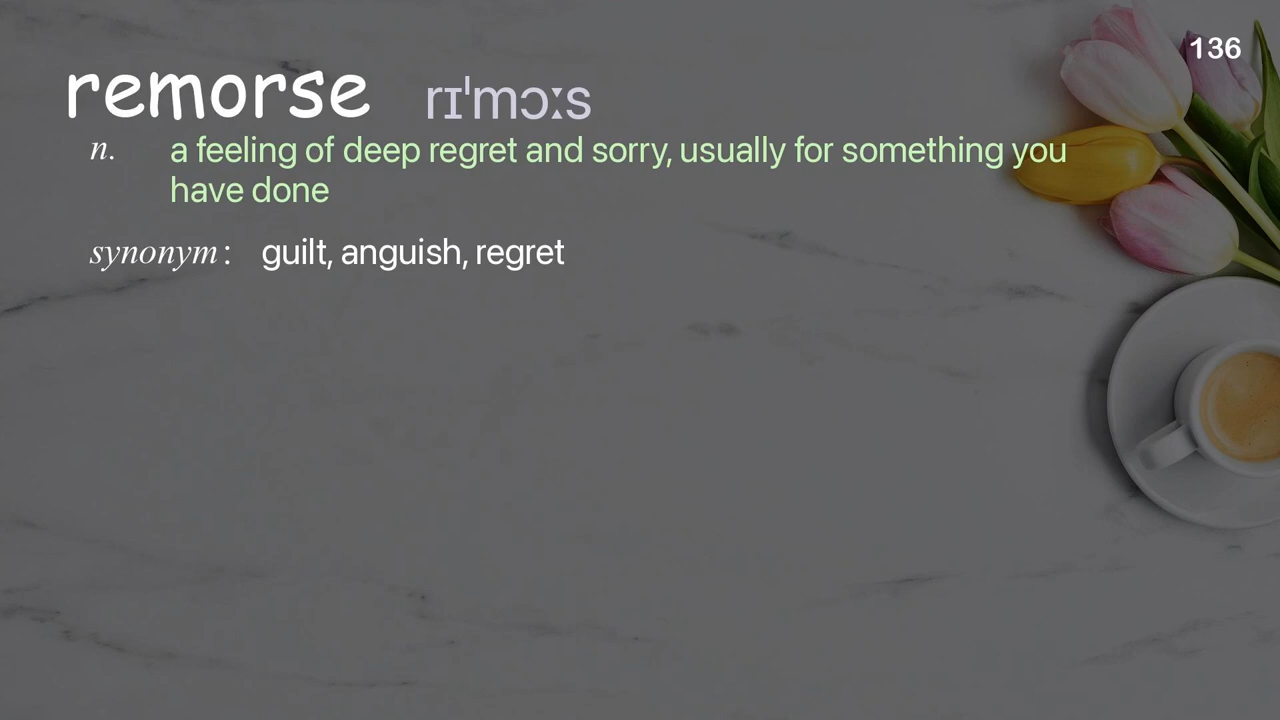 136
remorse rɪˈmɔːs
n. a feeling of deep regret and sorry, usually for something you
have done
synonym : guilt, anguish, regret